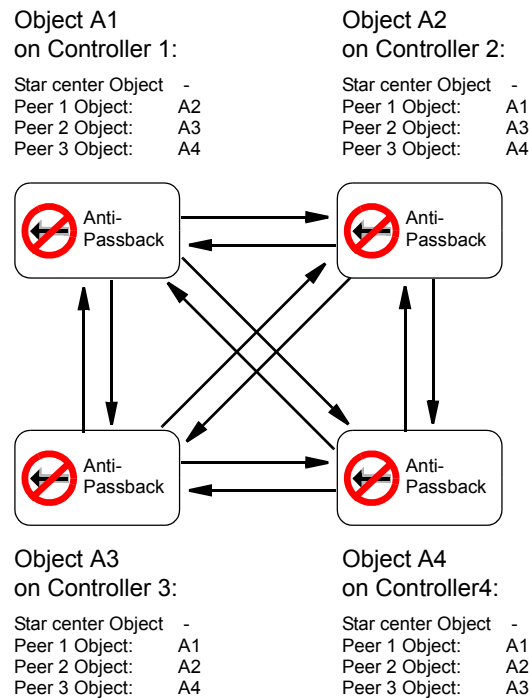 Object A1
on Controller 1:
Star center Object -
Peer 1 Object: A2
Peer 2 Object: A3
Peer 3 Object: A4
Object A2
on Controller 2:
Star center Object -
Peer 1 Object: A1
Peer 2 Object: A3
Peer 3 Object: A4
Anti-
Passback
Anti-
Passback
Anti-
Passback
Anti-
Passback
Object A3
on Controller 3:
Star center Object -
Peer 1 Object: A1
Peer 2 Object: A2
Peer 3 Object: A4
Object A4
on Controller4:
Star center Object -
Peer 1 Object: A1
Peer 2 Object: A2
Peer 3 Object: A3